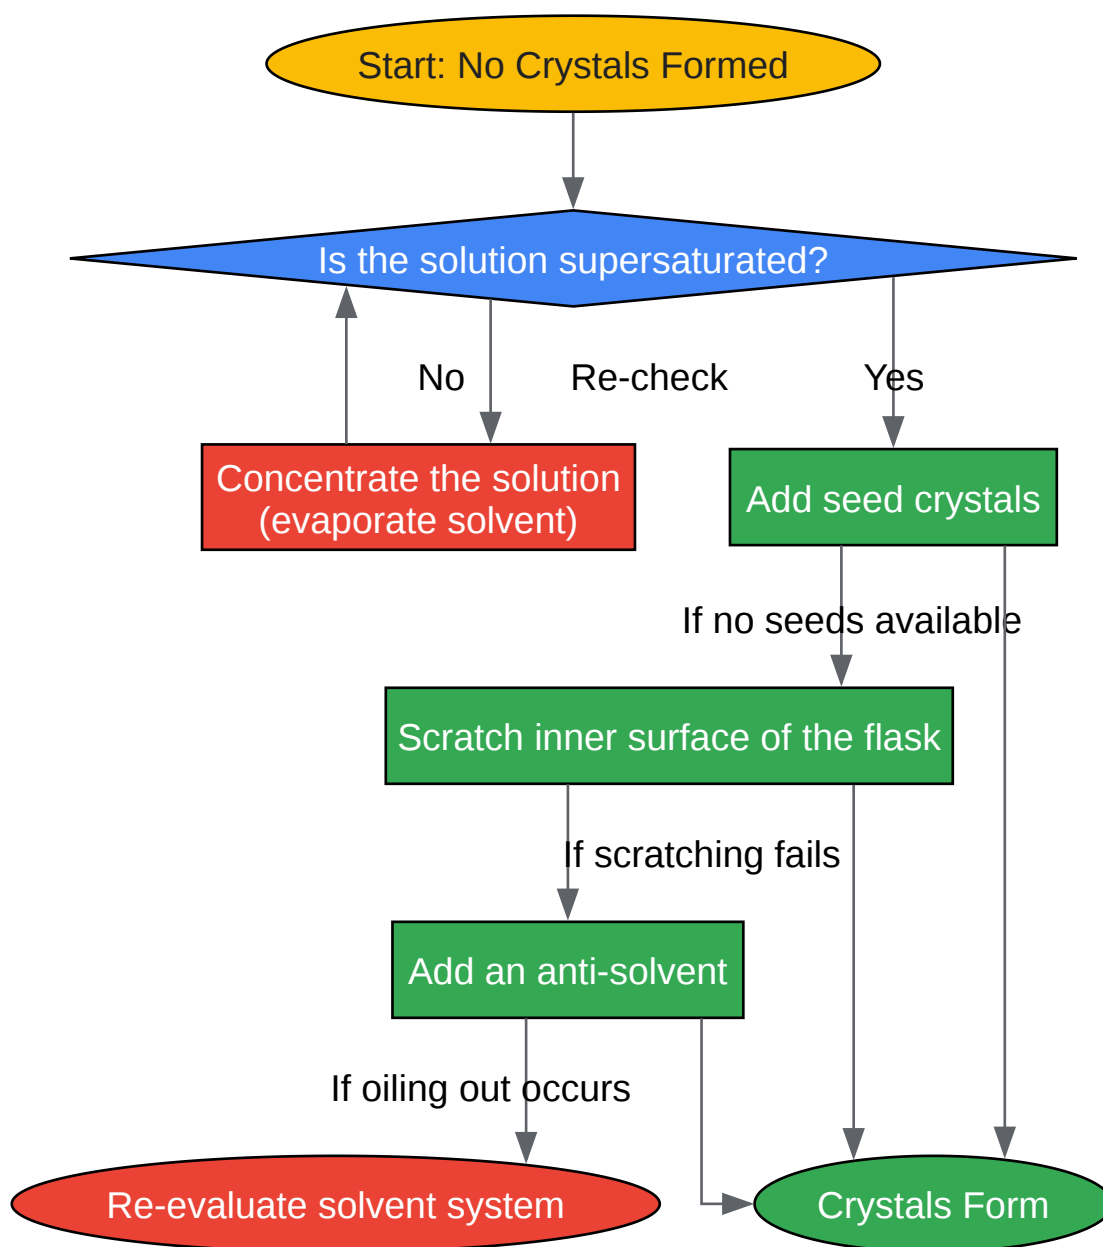 Start: No Crystals Formed
Is the solution supersaturated?
No
Re-check
Yes
Concentrate the solution
(evaporate solvent)
Add seed crystals
If no seeds available
Scratch inner surface of the flask
If scratching fails
Add an anti-solvent
If oiling out occurs
Re-evaluate solvent system
Crystals Form